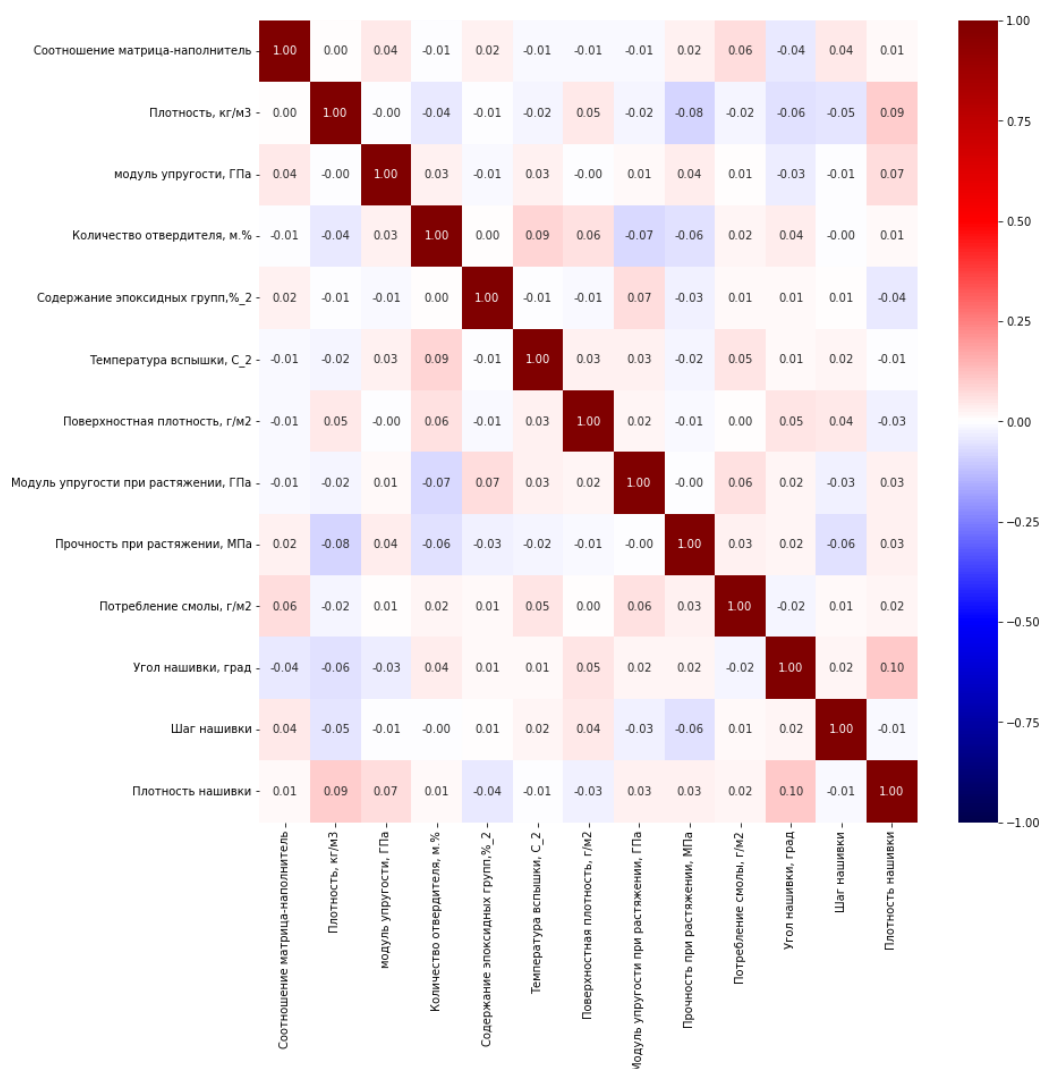 Соотношение матрица-наполнитель 1.00 0.00 0.04 -0.01 0.02 -0.01 -0.01 -0.01 0.02 0.06 -0.04 0.04 0.01
Плотность, кг/м3 0.00 1.00 -0.00 -0.04 -0.01 -0.02 0.05 -0.02 -0.08 -0.02 -0.06 -0.05 0.09
модуль упругости, ГПа 0.04 -0.00 1.00 0.03 -0.01 0.03 -0.00 0.01 0.04 0.01 -0.03 -0.01 0.07
Количество отвердителя, м.% -0.01 -0.04 0.03 1.00 0.00 0.09 0.06 -0.07 -0.06 0.02 0.04 -0.00 0.01
Содержание эпоксидных групп,%_2 0.02 -0.01 -0.01 0.00 1.00 -0.01 -0.01 0.07 -0.03 0.01 0.01 0.01 -0.04
Температура вспышки, С_2 -0.01 -0.02 0.03 0.09 -0.01 1.00 0.03 0.03 -0.02 0.05 0.01 0.02 -0.01
Поверхностная плотность, г/м2 -0.01 0.05 -0.00 0.06 -0.01 0.03 1.00 0.02 -0.01 0.00 0.05 0.04 -0.03
Модуль упругости при растяжении, ГПа -0.01 -0.02 0.01 -0.07 0.07 0.03 0.02 1.00 -0.00 0.06 0.02 -0.03 0.03
Прочность при растяжении, МПа 0.02 -0.08 0.04 -0.06 -0.03 -0.02 -0.01 -0.00 1.00 0.03 0.02 -0.06 0.03
Потребление смолы, г/м2 0.06 -0.02 0.01 0.02 0.01 0.05 0.00 0.06 0.03 1.00 -0.02 0.01 0.02
Угол нашивки, град -0.04 -0.06 -0.03 0.04 0.01 0.01 0.05 0.02 0.02 -0.02 1.00 0.02 0.10
Шаг нашивки 0.04 -0.05 -0.01 -0.00 0.01 0.02 0.04 -0.03 -0.06 0.01 0.02 1.00 -0.01
Плотность нашивки 0.01 0.09 0.07 0.01 -0.04 -0.01 -0.03 0.03 0.03 0.02 0.10 -0.01 1.00
Соотношение матрица-наполнитель
Плотность, кг/м3
модуль упругости, ГПа
Количество отвердителя, м.%
Содержание эпоксидных групп,%_2
Температура вспышки, С_2
Поверхностная плотность, г/м2
Модуль упругости при растяжении, ГПа
Прочность при растяжении, МПа
Потребление смолы, г/м2
Угол нашивки, град
Шаг нашивки
Плотность нашивки
1.00
0.75
0.50
0.25
0.00
−0.25
−0.50
−0.75
−1.00